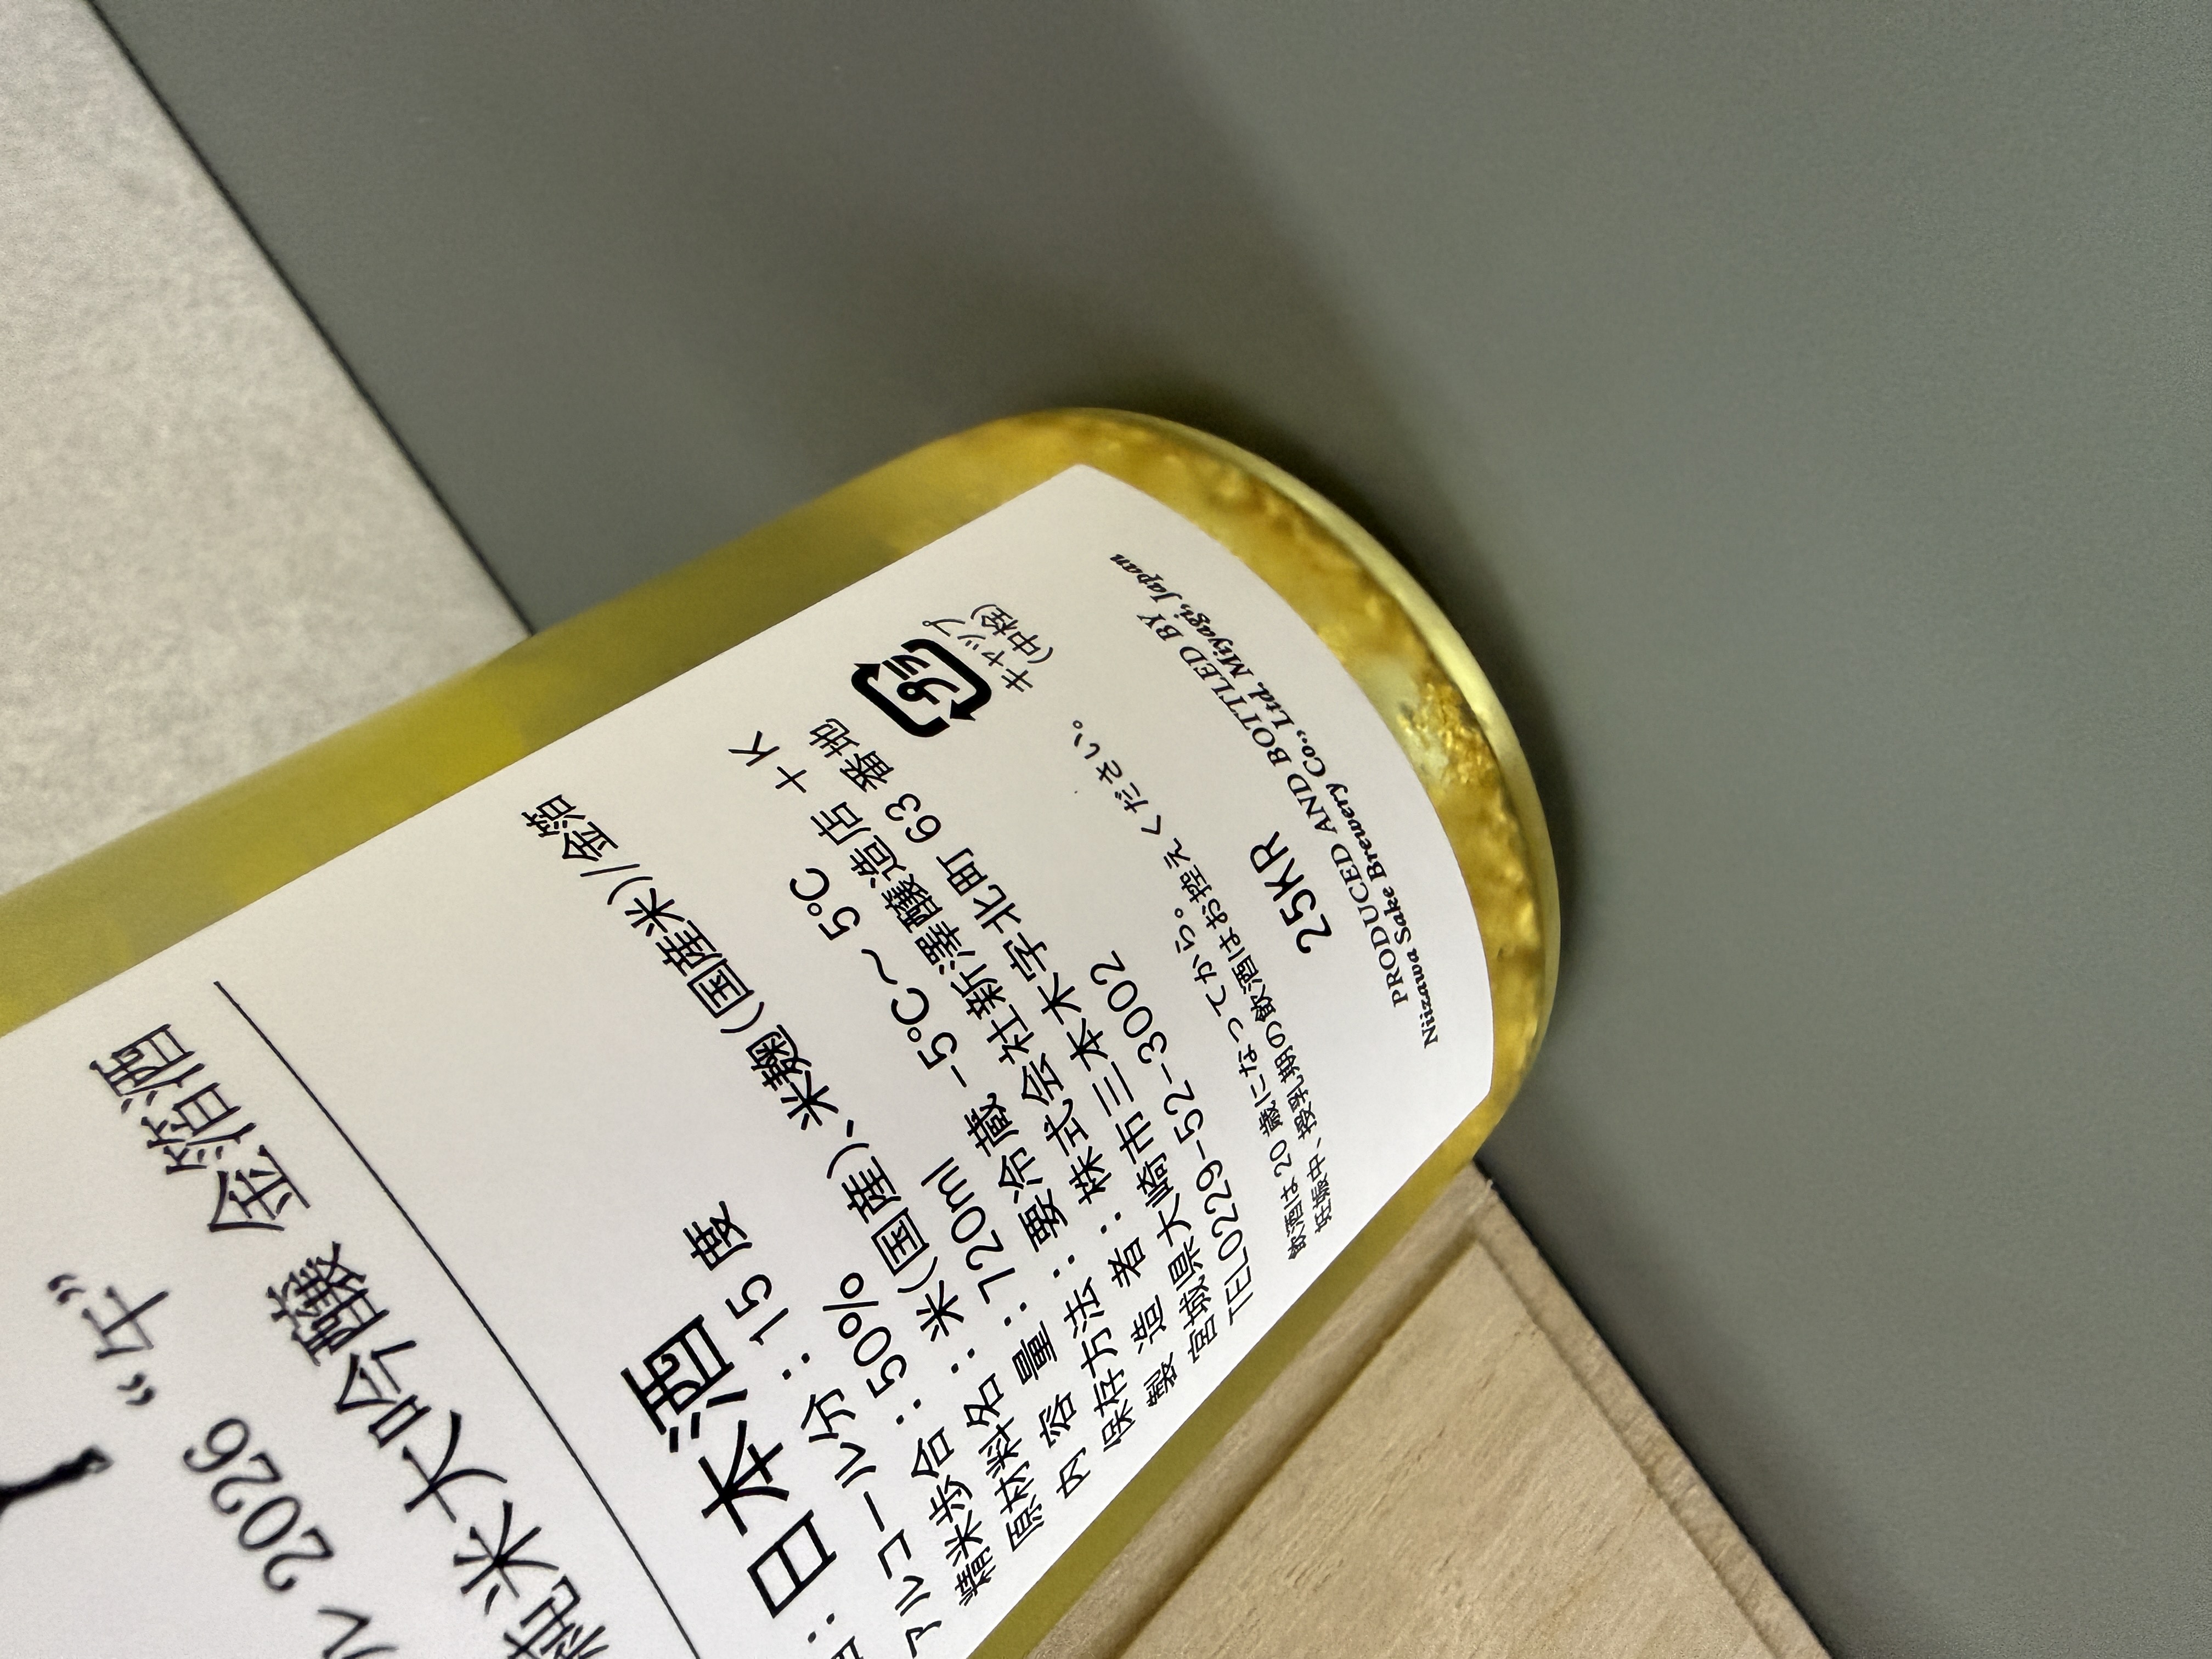 ル 2026 “午”
純米大吟醸 金箔酒
日本酒
アルコール分：15度
精米歩合：50%
原材料名：米(国産)、米麹(国産米)/金箔
内容量：720ml
保存方法：要冷蔵 -5℃～5℃
製造者：株式会社新澤醸造店 +K
宮城県大崎市三本木字北町 63 番地
TEL0229-52-3002
プラ
キャップ
(中栓)
飲酒は 20 歳になってから。
妊娠中、授乳期の飲酒はお控えください。
25KR
PRODUCED AND BOTTLED BY
Niizawa Sake Brewery Co., Ltd. Miyagi, Japan